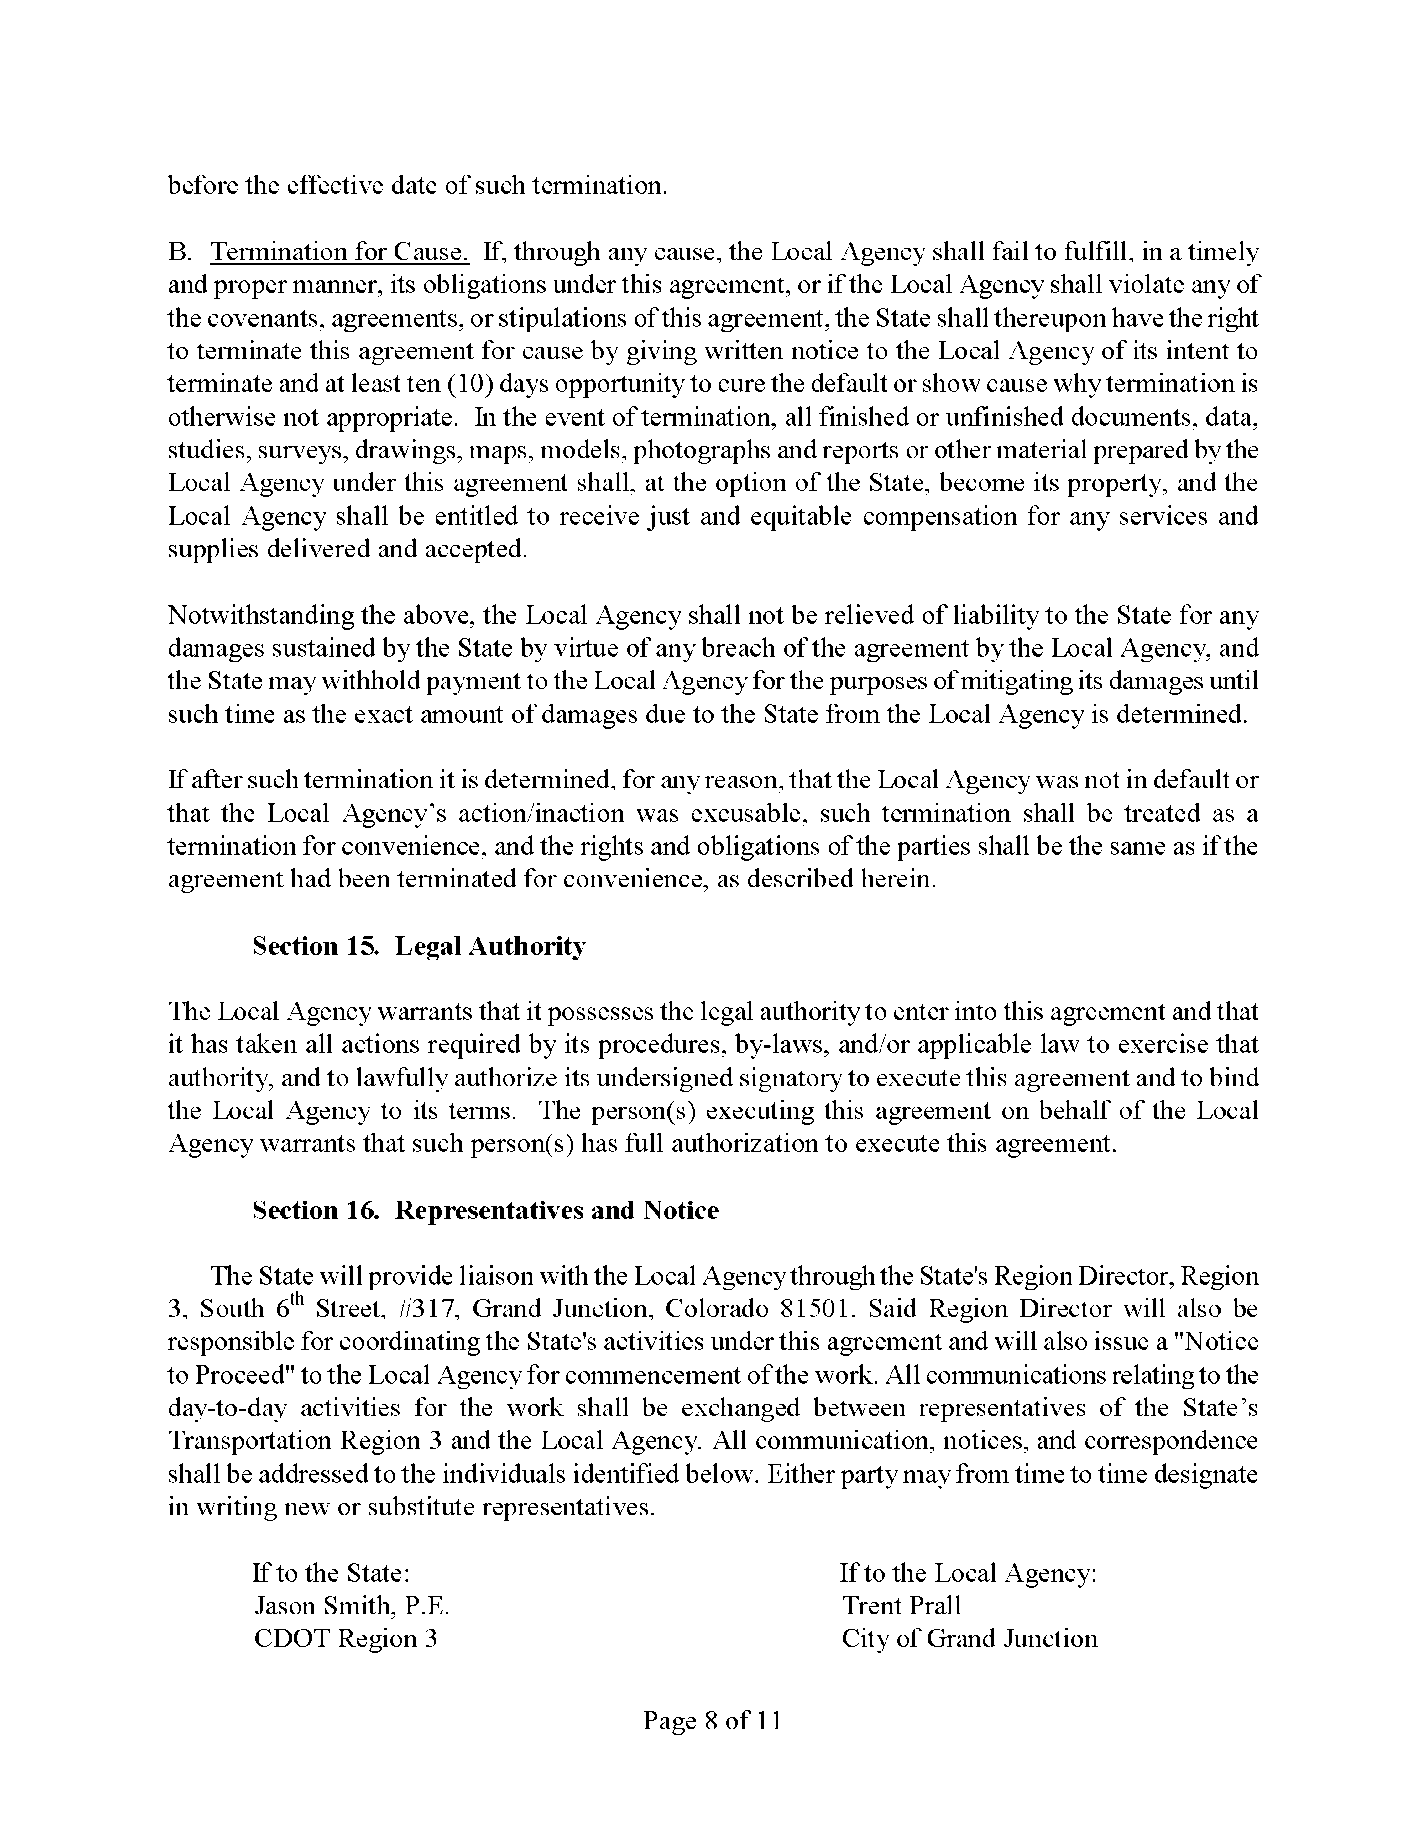 before the effective date of such termination.
B. Termination for Cause. If, through any cause, the Local Agency shall fail to fulfill, in a timely
and proper manner, its obligations under this agreement, or if the Local Agency shall violate any of
the covenants, agreements, or stipulations of this agreement, the State shall thereupon have the right
to terminate this agreement for cause by giving written notice to the Local Agency of its intent to
terminate and at least ten (10) days opportunity to cure the default or show cause why termination is
otherwise not appropriate. In the event of termination, all finished or unfinished documents, data,
studies, surveys, drawings, maps, models, photographs and reports or other material prepared by the
Local Agency under this agreement shall, at the option of the State, become its property, and the
Local Agency shall be entitled to receive just and equitable compensation for any services and
supplies delivered and accepted.
Notwithstanding the above, the Local Agency shall not be relieved of liability to the State for any
damages sustained by the State by virtue of any breach of the agreement by the Local Agency, and
the State may withhold payment to the Local Agency for the purposes of mitigating its damages until
such time as the exact amount of damages due to the State from the Local Agency is determined.
If after such termination it is determined, for any reason, that the Local Agency was not in default or
that the Local Agency’s action/inaction was excusable, such termination shall be treated as a
termination for convenience, and the rights and obligations of the parties shall be the same as if the
agreement had been terminated for convenience, as described herein.
Section 15. Legal Authority
The Local Agency warrants that it possesses the legal authority to enter into this agreement and that
it has taken all actions required by its procedures, by-laws, and/or applicable law to exercise that
authority, and to lawfully authorize its undersigned signatory to execute this agreement and to bind
the Local Agency to its terms. The person(s) executing this agreement on behalf of the Local
Agency warrants that such person(s) has full authorization to execute this agreement.
Section 16. Representatives and Notice
The State will provide liaison with the Local Agency through the State's Region Director, Region
3, South 6th Street, #317, Grand Junction, Colorado 81501. Said Region Director will also be
responsible for coordinating the State's activities under this agreement and will also issue a "Notice
to Proceed" to the Local Agency for commencement of the work. All communications relating to the
day-to-day activities for the work shall be exchanged between representatives of the State’s
Transportation Region 3 and the Local Agency. All communication, notices, and correspondence
shall be addressed to the individuals identified below. Either party may from time to time designate
in writing new or substitute representatives.
If to the State: If to the Local Agency:
Jason Smith, P.E. Trent Prall
CDOT Region 3 City of Grand Junction
Page 8 of 11